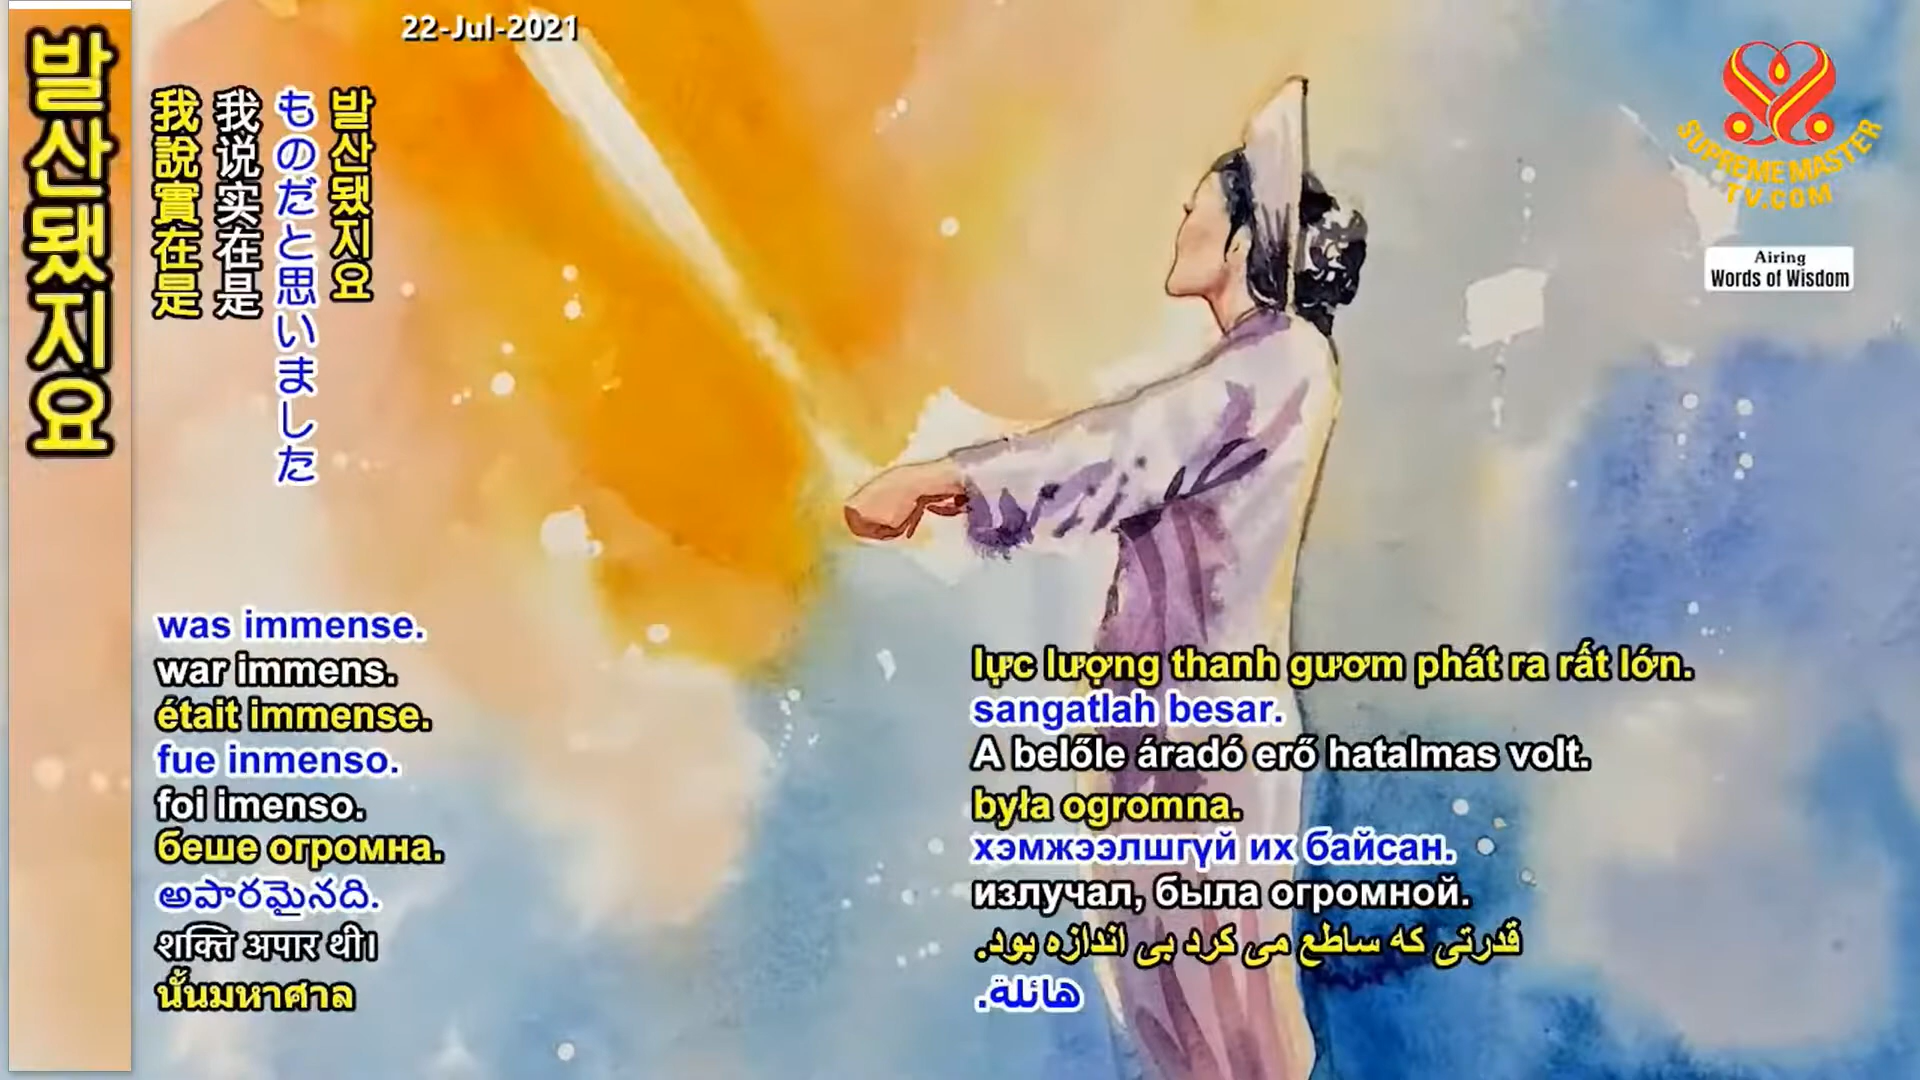 발산됐지요
22-Jul-2021
발산됐지요
ものだと思いました
我说实在是
我說實在是
SUPREME MASTER
TV.COM
Airing
Words of Wisdom
was immense.
war immens.
était immense.
fue inmenso.
foi imenso.
беше огромна.
అపారమైనది.
शक्ति अपार थी।
นั้นมหาศาล
lực lượng thanh gươm phát ra rất lớn.
sangatlah besar.
A belőle áradó erő hatalmas volt.
była ogromna.
хэмжээлшгүй их байсан.
излучал, была огромной.
قدرتی که ساطع می کرد بی اندازه بود.
هائلة.